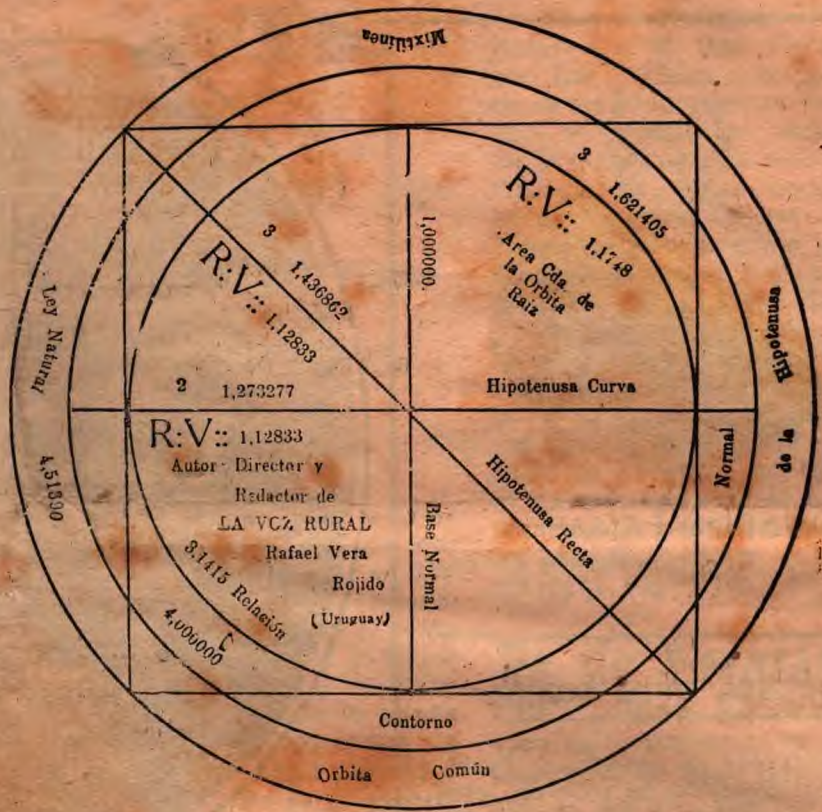 Mixtilínea
de la Hipotenusa
Ley Natural 4,51390
3 1,621405
R:V:: 1.1748
Area Cda. de
la Orbita
Raiz
1,000000.
3 1,436862
R:V:: 1,12833
2 1,273277
Hipotenusa Curva
R:V:: 1,12833
Autor Director y
Redactor de
LA VOZ RURAL
Rafael Vera
Rojido
(Uruguay)
3.1415 Relación
4,000000 C
Base Normal
Hipotenusa Recta
Normal
Contorno
Orbita Común